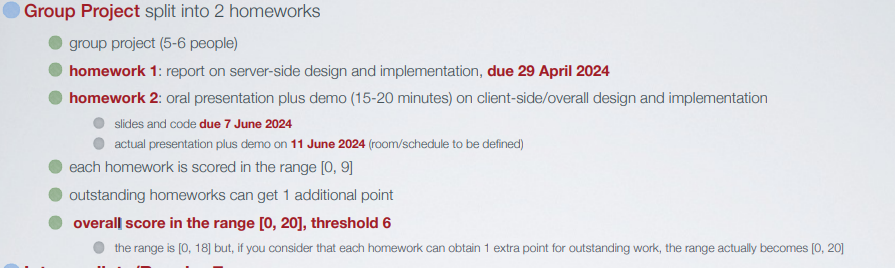 Group Project split into 2 homeworks
group project (5-6 people)
homework 1: report on server-side design and implementation, due 29 April 2024
homework 2: oral presentation plus demo (15-20 minutes) on client-side/overall design and implementation
slides and code due 7 June 2024
actual presentation plus demo on 11 June 2024 (room/schedule to be defined)
each homework is scored in the range [0, 9]
outstanding homeworks can get 1 additional point
overall score in the range [0, 20], threshold 6
the range is [0, 18] but, if you consider that each homework can obtain 1 extra point for outstanding work, the range actually becomes [0, 20]